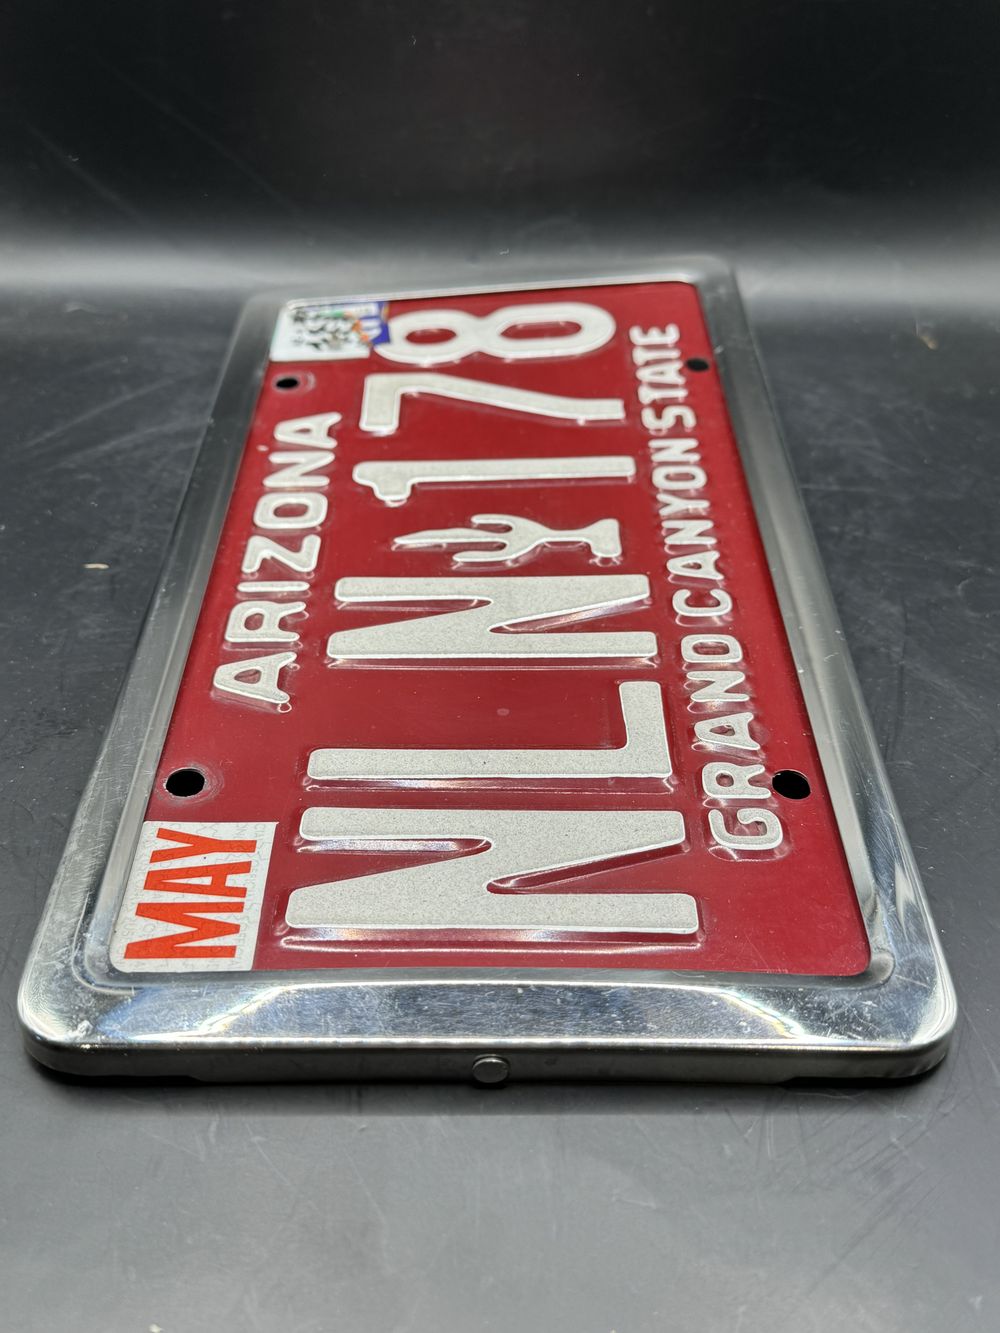 ARIZONA
MAY
NLN 178
GRAND CANYON STATE